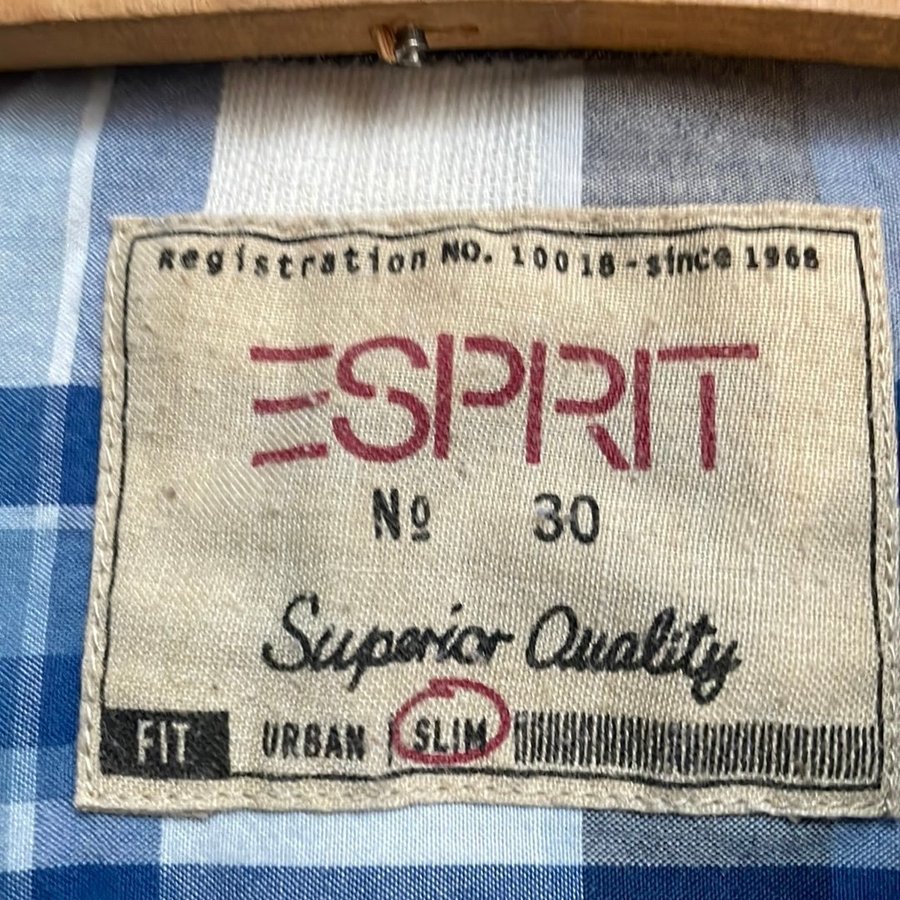 Registration NO. 10018 - since 1968
ESPRIT
Nº 30
Superior Quality
FIT URBAN SLIM